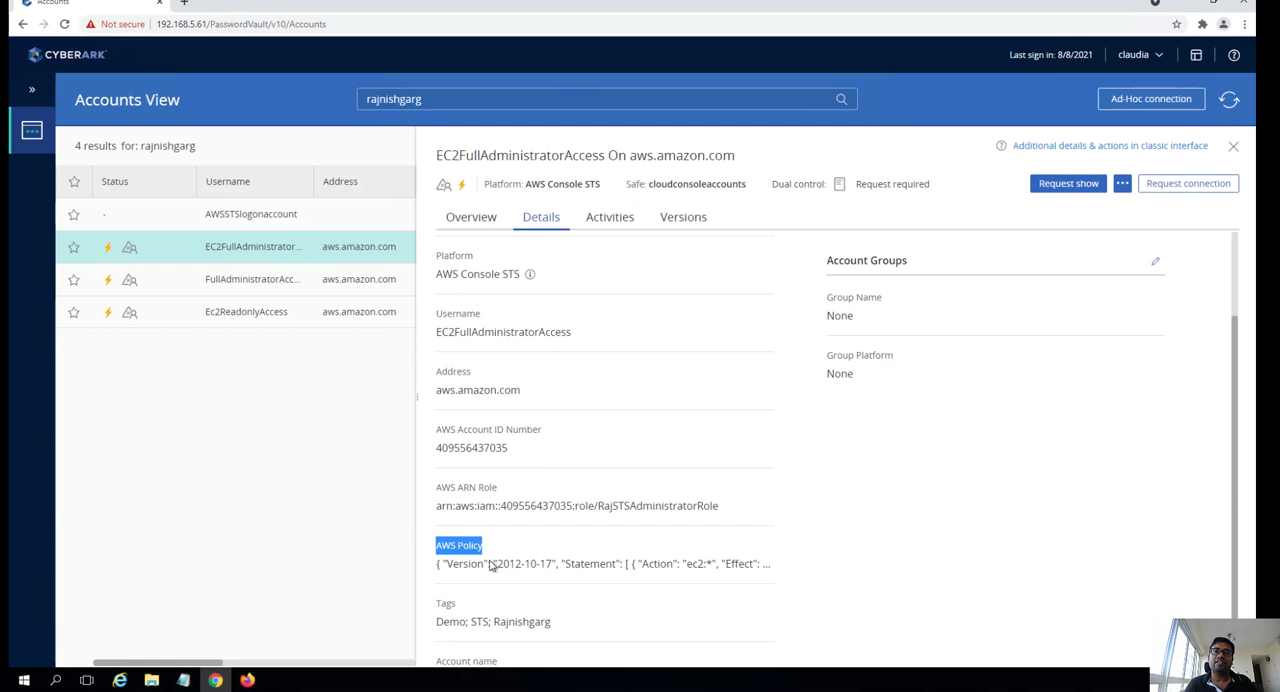 Accounts
Not secure
192.168.5.61/PasswordVault/v10/Accounts
CYBERARK
Last sign in: 8/8/2021
claudia
Accounts View
rajnishgarg
Ad-Hoc connection
4 results for: rajnishgarg
Status
Username
Address
-
AWSSTSlogonaccount
EC2FullAdministrator...
aws.amazon.com
FullAdministratorAcc...
aws.amazon.com
Ec2ReadonlyAccess
aws.amazon.com
EC2FullAdministratorAccess On aws.amazon.com
Additional details & actions in classic interface
Platform: AWS Console STS
Safe: cloudconsoleaccounts
Dual control:
Request required
Request show
Request connection
Overview
Details
Activities
Versions
Platform
AWS Console STS
Username
EC2FullAdministratorAccess
Address
aws.amazon.com
AWS Account ID Number
409556437035
AWS ARN Role
arn:aws:iam::409556437035:role/RajSTSAdministratorRole
AWS Policy
{ "Version": "2012-10-17", "Statement": [ { "Action": "ec2:*", "Effect": ...
Tags
Demo; STS; Rajnishgarg
Account name
Account Groups
Group Name
None
Group Platform
None